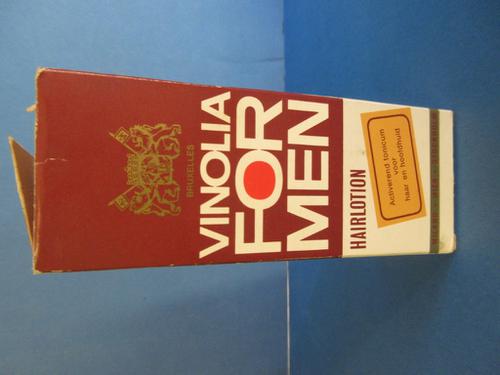 BRUXELLES
VINOLIA
FOR
MEN
HAIRLOTION
Activerend tonicum
voor
haar en hoofdhuid